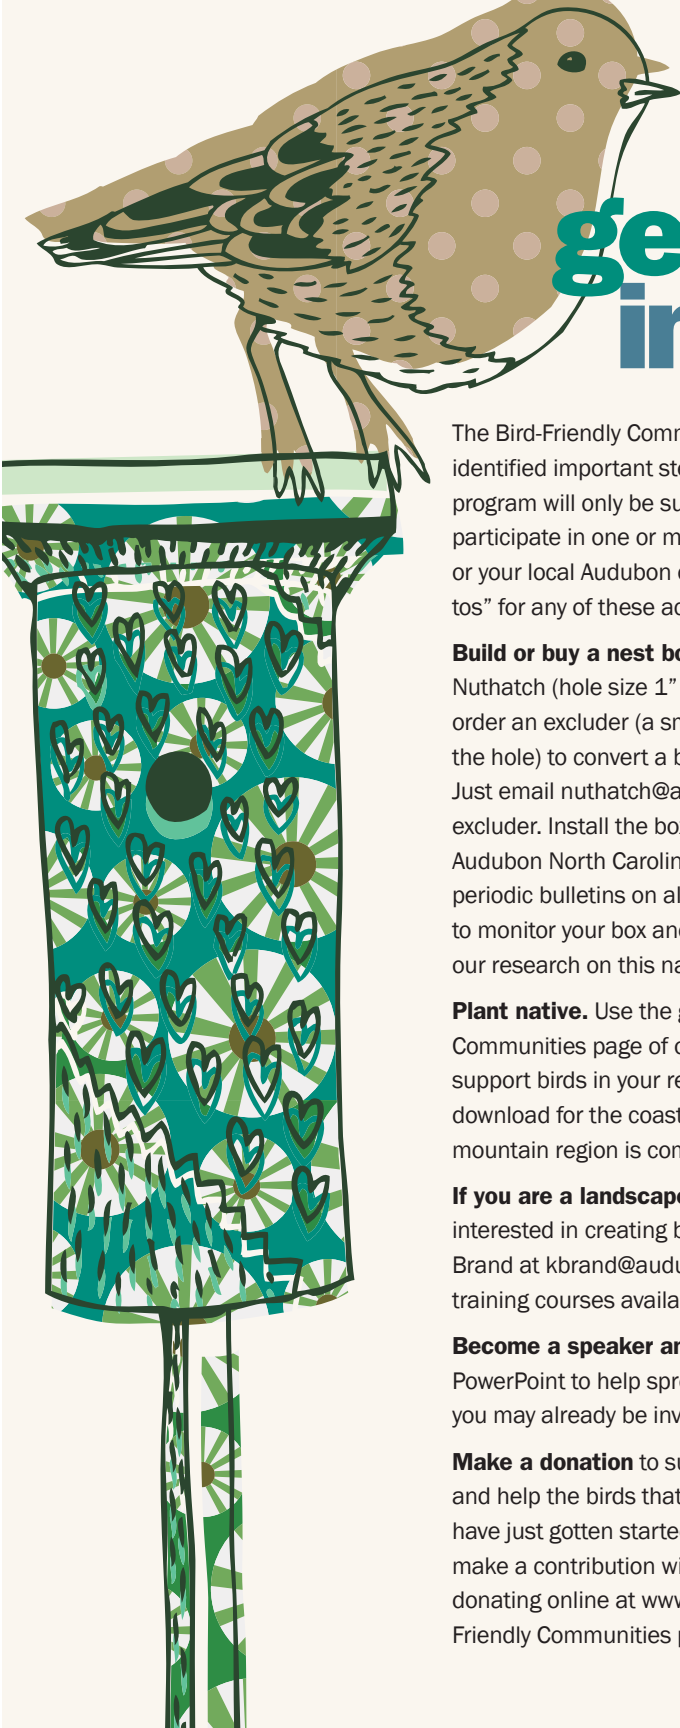 ge
in
The Bird-Friendly Comm
identified important ste
program will only be su
participate in one or m
or your local Audubon c
tos” for any of these ac
Build or buy a nest bo
Nuthatch (hole size 1”
order an excluder (a sm
the hole) to convert a b
Just email nuthatch@a
excluder. Install the box
Audubon North Carolin
periodic bulletins on al
to monitor your box and
our research on this na
Plant native. Use the g
Communities page of o
support birds in your re
download for the coast
mountain region is com
If you are a landscape
interested in creating b
Brand at kbrand@audu
training courses availa
Become a speaker an
PowerPoint to help spre
you may already be inv
Make a donation to su
and help the birds that
have just gotten starte
make a contribution wi
donating online at www
Friendly Communities p